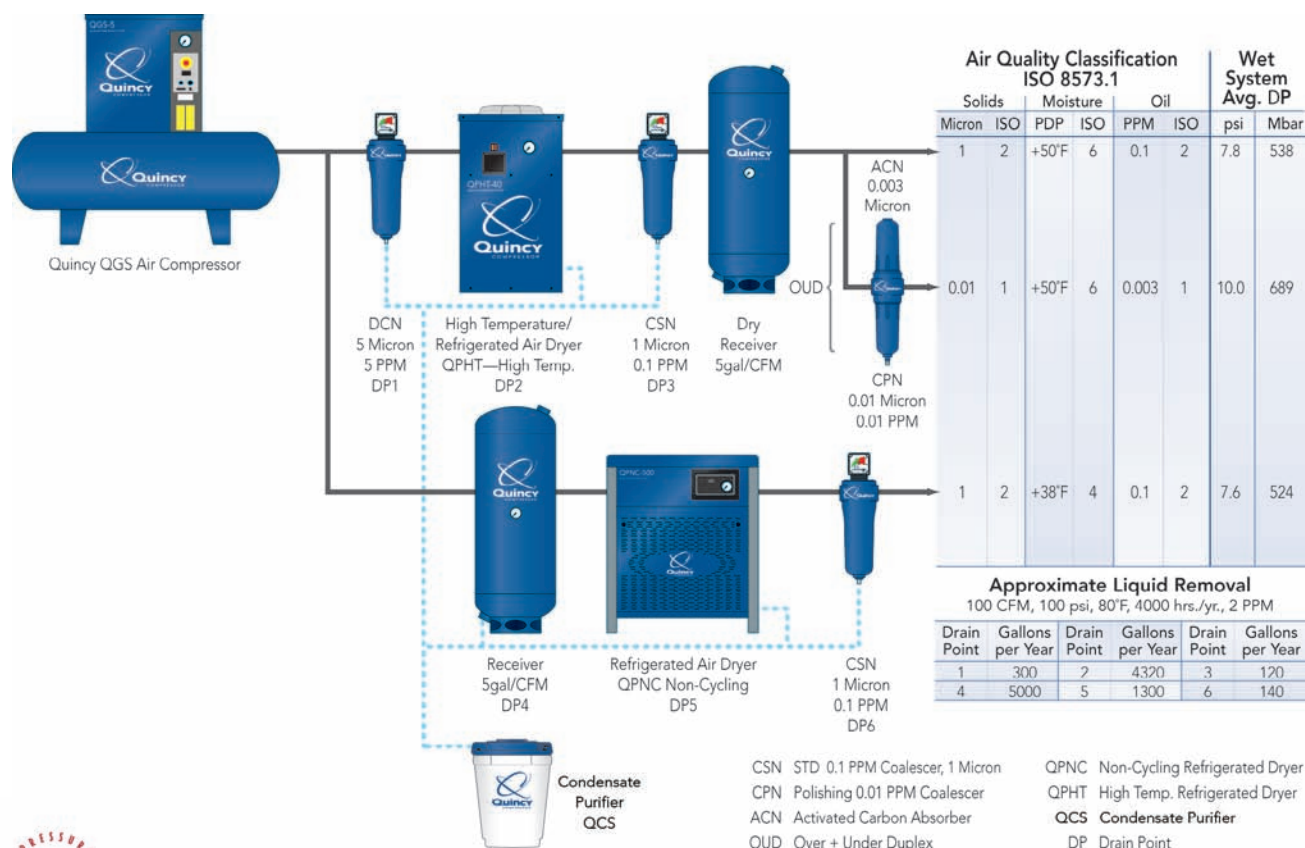 QGS-5
Quincy
COMPRESSOR
Quincy
COMPRESSOR
Quincy QGS Air Compressor
QPHT-40
Quincy
COMPRESSOR
Quincy
COMPRESSOR
DCN
5 Micron
5 PPM
DP1
High Temperature/
Refrigerated Air Dryer
QPHT—High Temp.
DP2
CSN
1 Micron
0.1 PPM
DP3
Dry
Receiver
5gal/CFM
ACN
0.003
Micron
OUD
CPN
0.01 Micron
0.01 PPM
Quincy
COMPRESSOR
QPNC-500
Quincy
Receiver
5gal/CFM
DP4
Refrigerated Air Dryer
QPNC Non-Cycling
DP5
CSN
1 Micron
0.1 PPM
DP6
Quincy
Condensate
Purifier
QCS
Air Quality Classification
ISO 8573.1
Wet
System
Avg. DP
Solids Moisture Oil
Micron ISO PDP ISO PPM ISO psi Mbar
1 2 +50°F 6 0.1 2 7.8 538
0.01 1 +50°F 6 0.003 1 10.0 689
1 2 +38°F 4 0.1 2 7.6 524
Approximate Liquid Removal
100 CFM, 100 psi, 80°F, 4000 hrs./yr., 2 PPM
Drain Point Gallons per Year Drain Point Gallons per Year Drain Point Gallons per Year
1 300 2 4320 3 120
4 5000 5 1300 6 140
CSN STD 0.1 PPM Coalescer, 1 Micron
CPN Polishing 0.01 PPM Coalescer
ACN Activated Carbon Absorber
OUD Over + Under Duplex
QPNC Non-Cycling Refrigerated Dryer
QPHT High Temp. Refrigerated Dryer
QCS Condensate Purifier
DP Drain Point